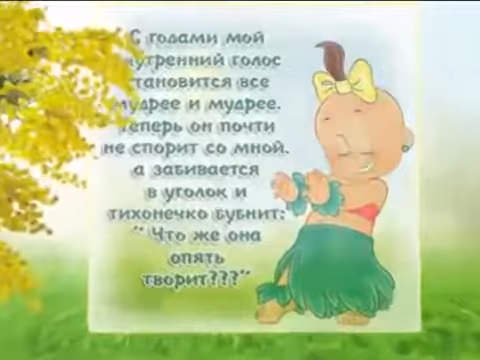 С годами мой
внутренний голос
становится все
мудрее и мудрее.
Теперь он почти
не спорит со мной.
а забивается
в уголок и
тихонечко бубнит:
" Что же она
опять
творит???"